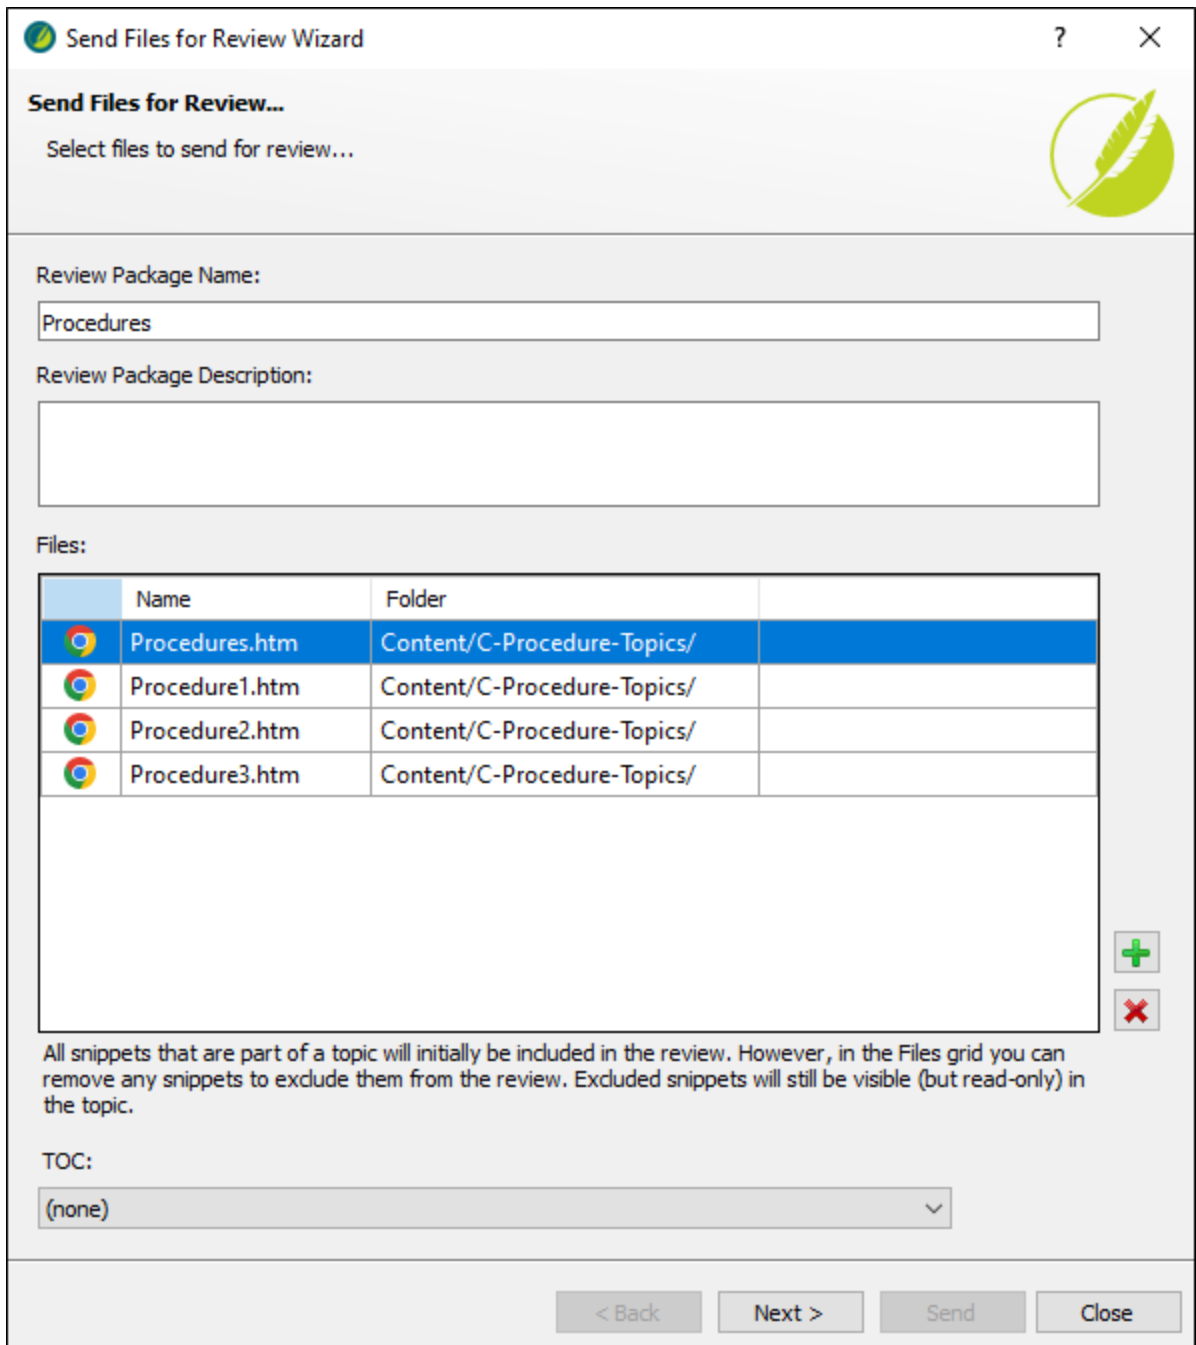 Send Files for Review Wizard
?
Send Files for Review...
Select files to send for review...
Review Package Name:
Procedures
Review Package Description:
Files:
Name Folder
Procedures.htm Content/C-Procedure-Topics/
Procedure1.htm Content/C-Procedure-Topics/
Procedure2.htm Content/C-Procedure-Topics/
Procedure3.htm Content/C-Procedure-Topics/
All snippets that are part of a topic will initially be included in the review. However, in the Files grid you can
remove any snippets to exclude them from the review. Excluded snippets will still be visible (but read-only) in
the topic.
TOC:
(none)
< Back Next > Send Close